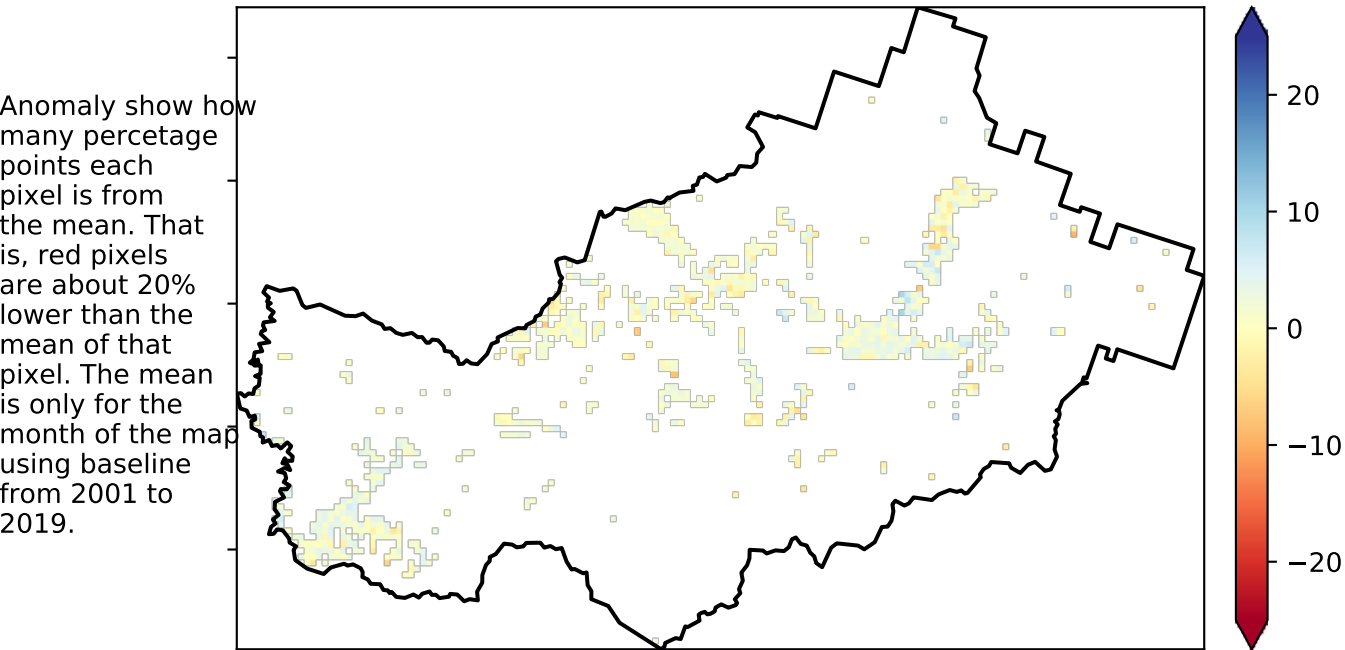 Anomaly show how
many percetage
points each
pixel is from
the mean. That
is, red pixels
are about 20%
lower than the
mean of that
pixel. The mean
is only for the
month of the map
using baseline
from 2001 to
2019.
20
10
0
−10
−20